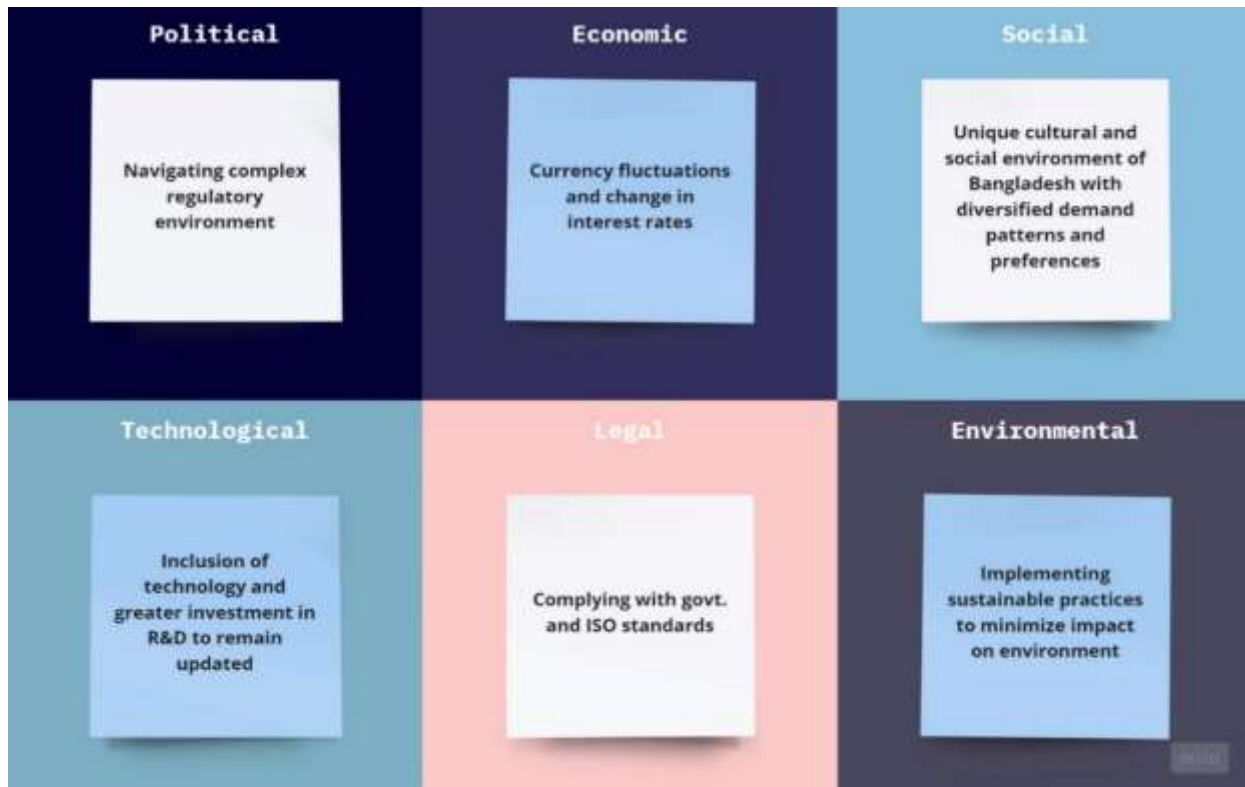 Political
Navigating complex
regulatory
environment
Economic
Currency fluctuations
and change in
interest rates
Social
Unique cultural and
social environment of
Bangladesh with
diversified demand
patterns and
preferences
Technological
Inclusion of
technology and
greater investment in
R&D to remain
updated
Legal
Complying with govt.
and ISO standards
Environmental
Implementing
sustainable practices
to minimize impact
on environment
miro